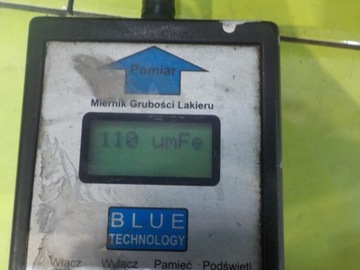 Pomiar
Miernik Grubości Lakieru
110 umFe
BLUE
TECHNOLOGY
Włącz Wyłącz Pamięć Podświetl